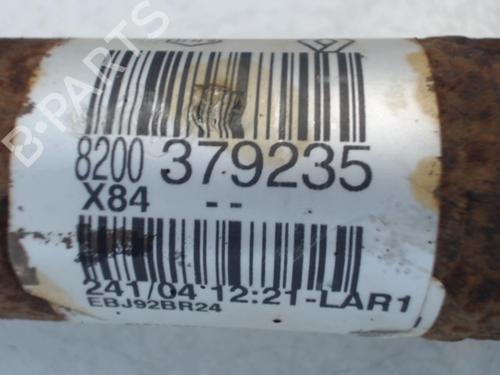 B-PARTS
8200 379235
X84 --
241/04 12:21-LAR1
EBJ92BR24